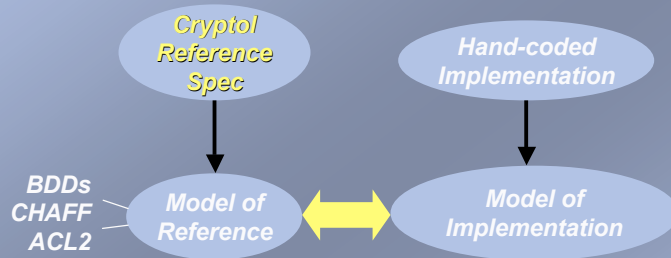 Cryptol
Reference
Spec
Hand-coded
Implementation
BDDs
CHAFF
ACL2
Model of
Reference
Model of
Implementation